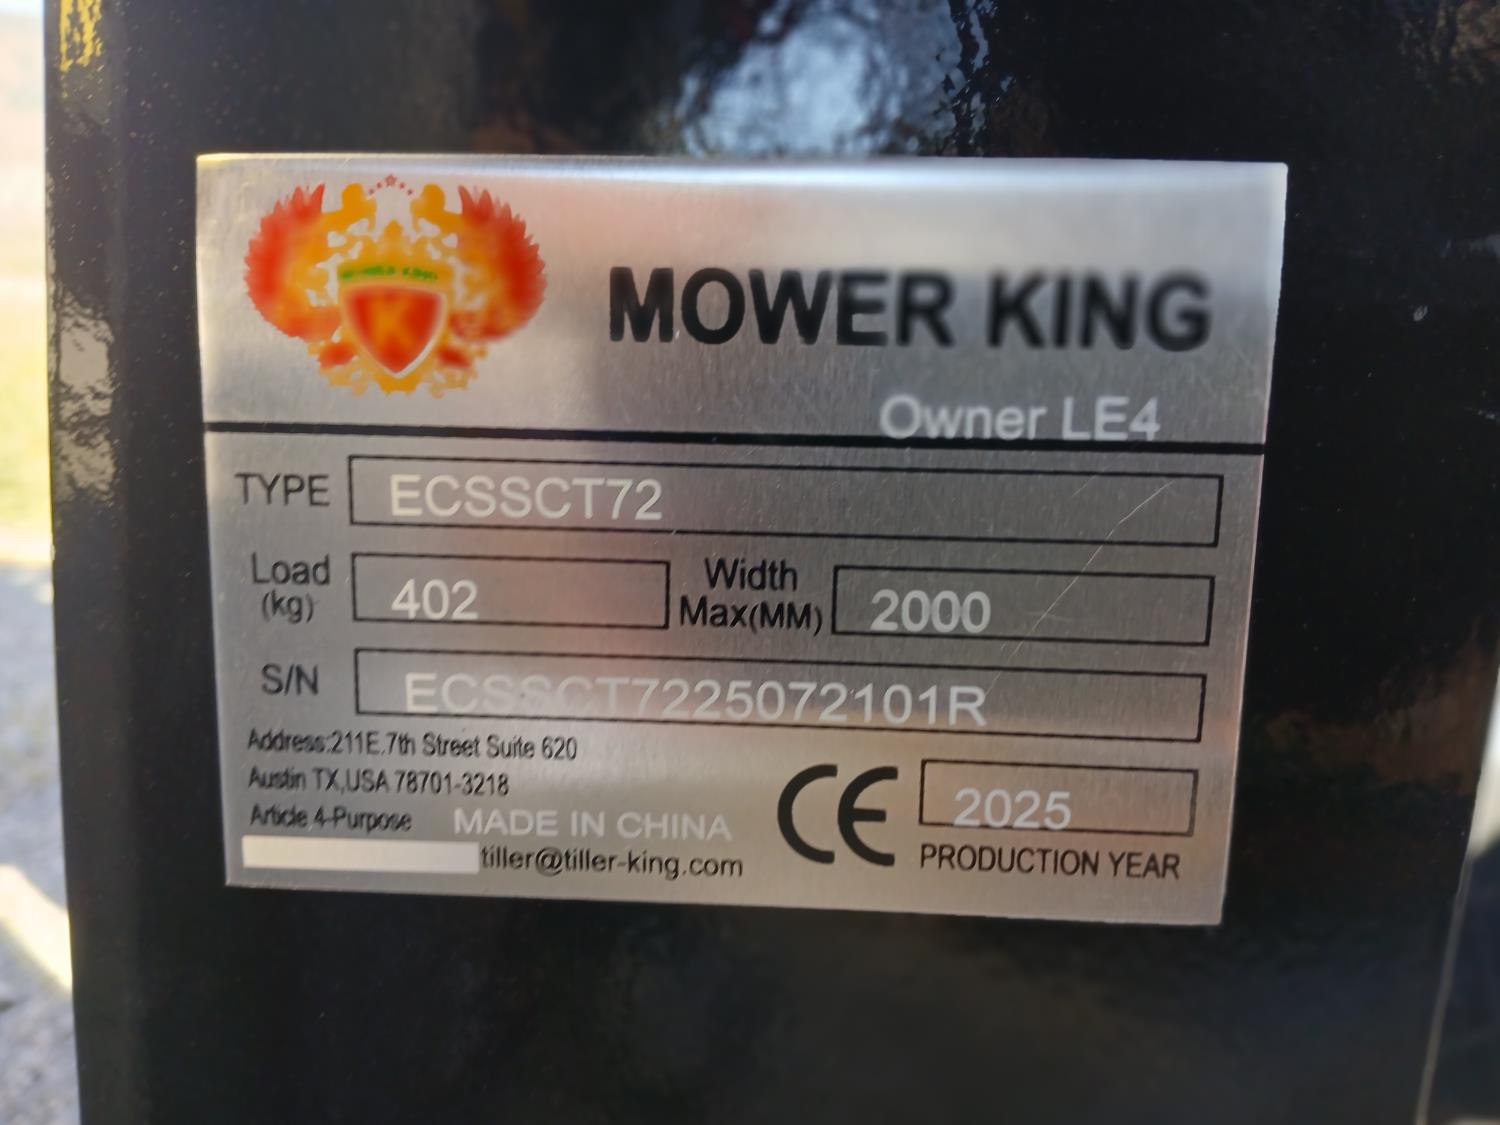 MOWER KING
Owner LE4
TYPE ECSSCT72
Load (kg) 402 Width Max(MM) 2000
S/N ECSSCT7225072101R
Address:211E.7th Street Suite 620
Austin TX,USA 78701-3218
Article 4-Purpose MADE IN CHINA
tiller@tiller-king.com
CE 2025
PRODUCTION YEAR